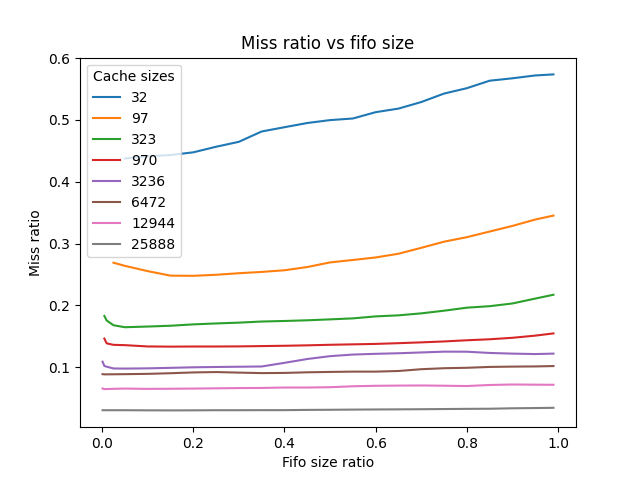 Miss ratio vs fifo size
Cache sizes
32
97
323
970
3236
6472
12944
25888
0.6
0.5
0.4
0.3
0.2
0.1
Miss ratio
0.0 0.2 0.4 0.6 0.8 1.0
Fifo size ratio